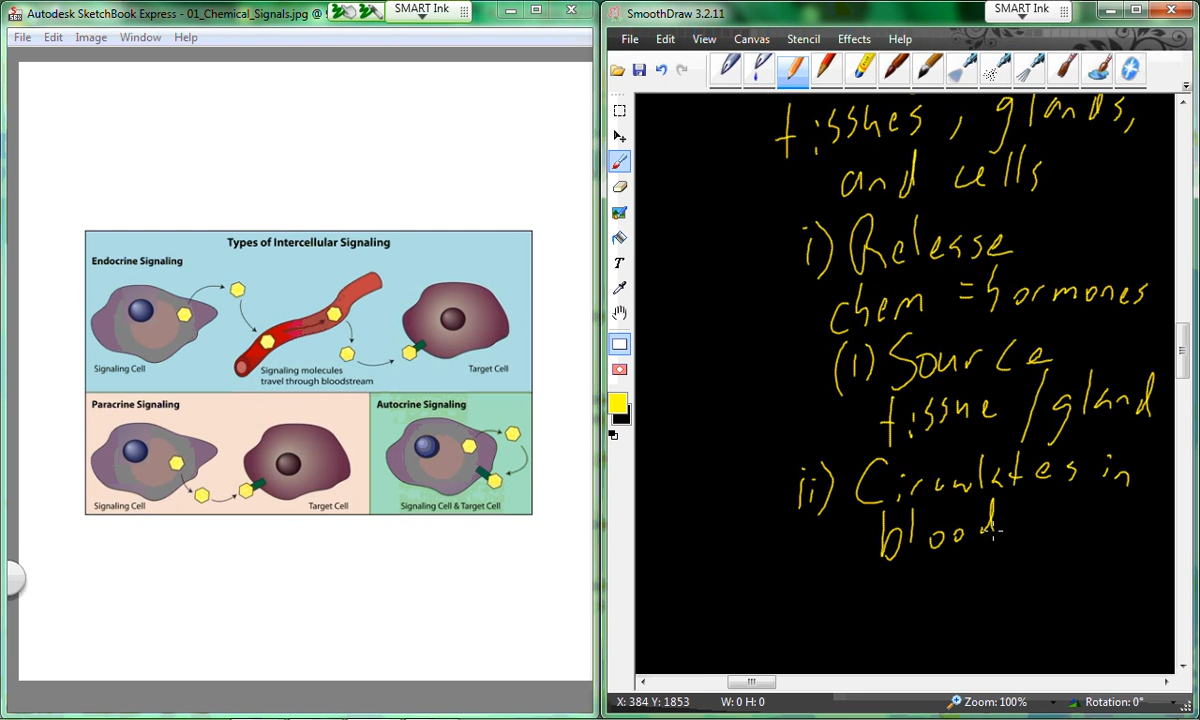 Autodesk SketchBook Express - 01_Chemical_Signals.jpg @
SMART Ink
File Edit Image Window Help
Types of Intercellular Signaling
Endocrine Signaling
Signaling Cell
Signaling molecules
travel through bloodstream
Target Cell
Paracrine Signaling
Signaling Cell
Target Cell
Autocrine Signaling
Signaling Cell & Target Cell
SmoothDraw 3.2.11
SMART Ink
File Edit View Canvas Stencil Effects Help
tissues, glands,
and cells
i) Release
chem = hormones
(1) Source
tissue / gland
ii) Circulates in
blood
X: 384 Y: 1853
W: 0 H: 0
Zoom: 100%
Rotation: 0°